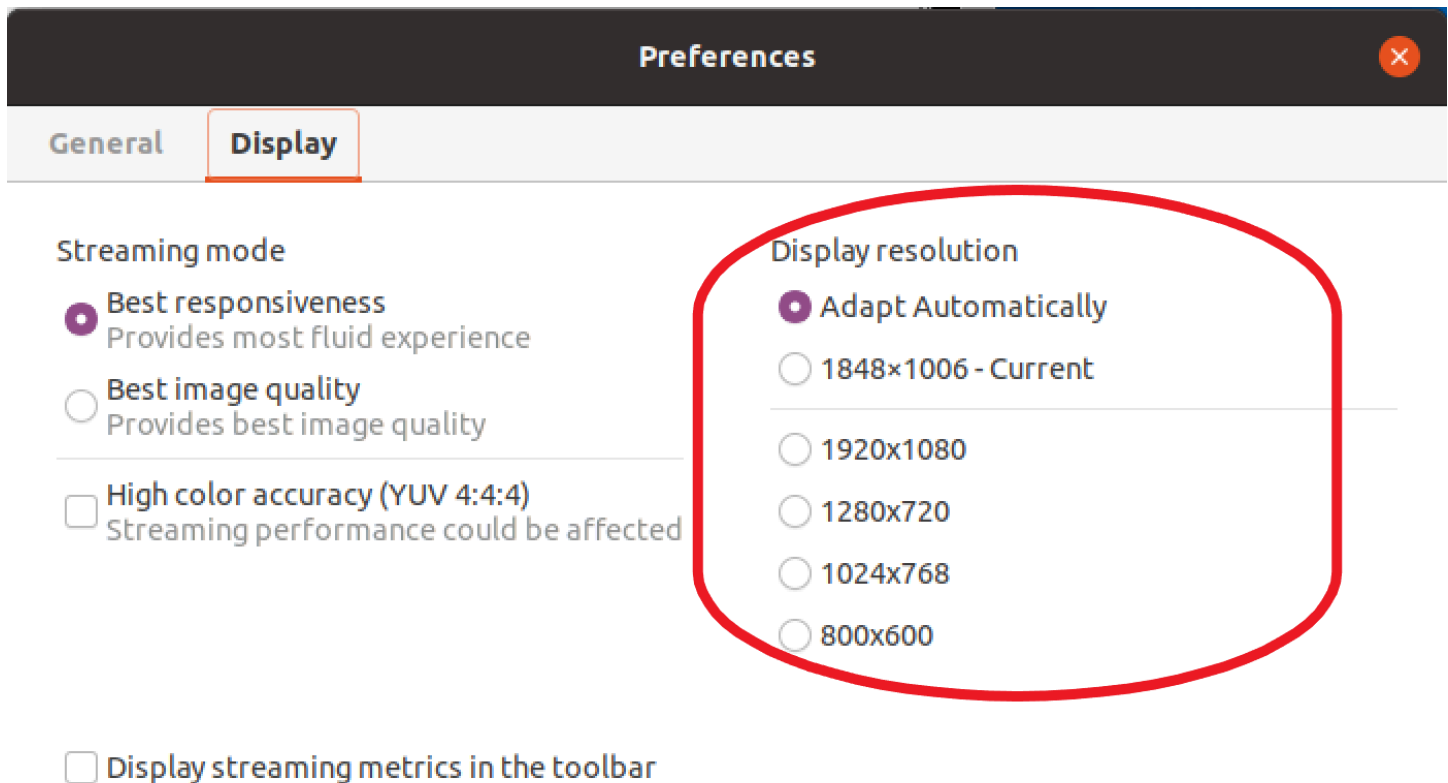 Preferences
General
Display
Streaming mode
Best responsiveness
Provides most fluid experience
Best image quality
Provides best image quality
High color accuracy (YUV 4:4:4)
Streaming performance could be affected
Display resolution
Adapt Automatically
1848×1006 - Current
1920x1080
1280x720
1024x768
800x600
Display streaming metrics in the toolbar